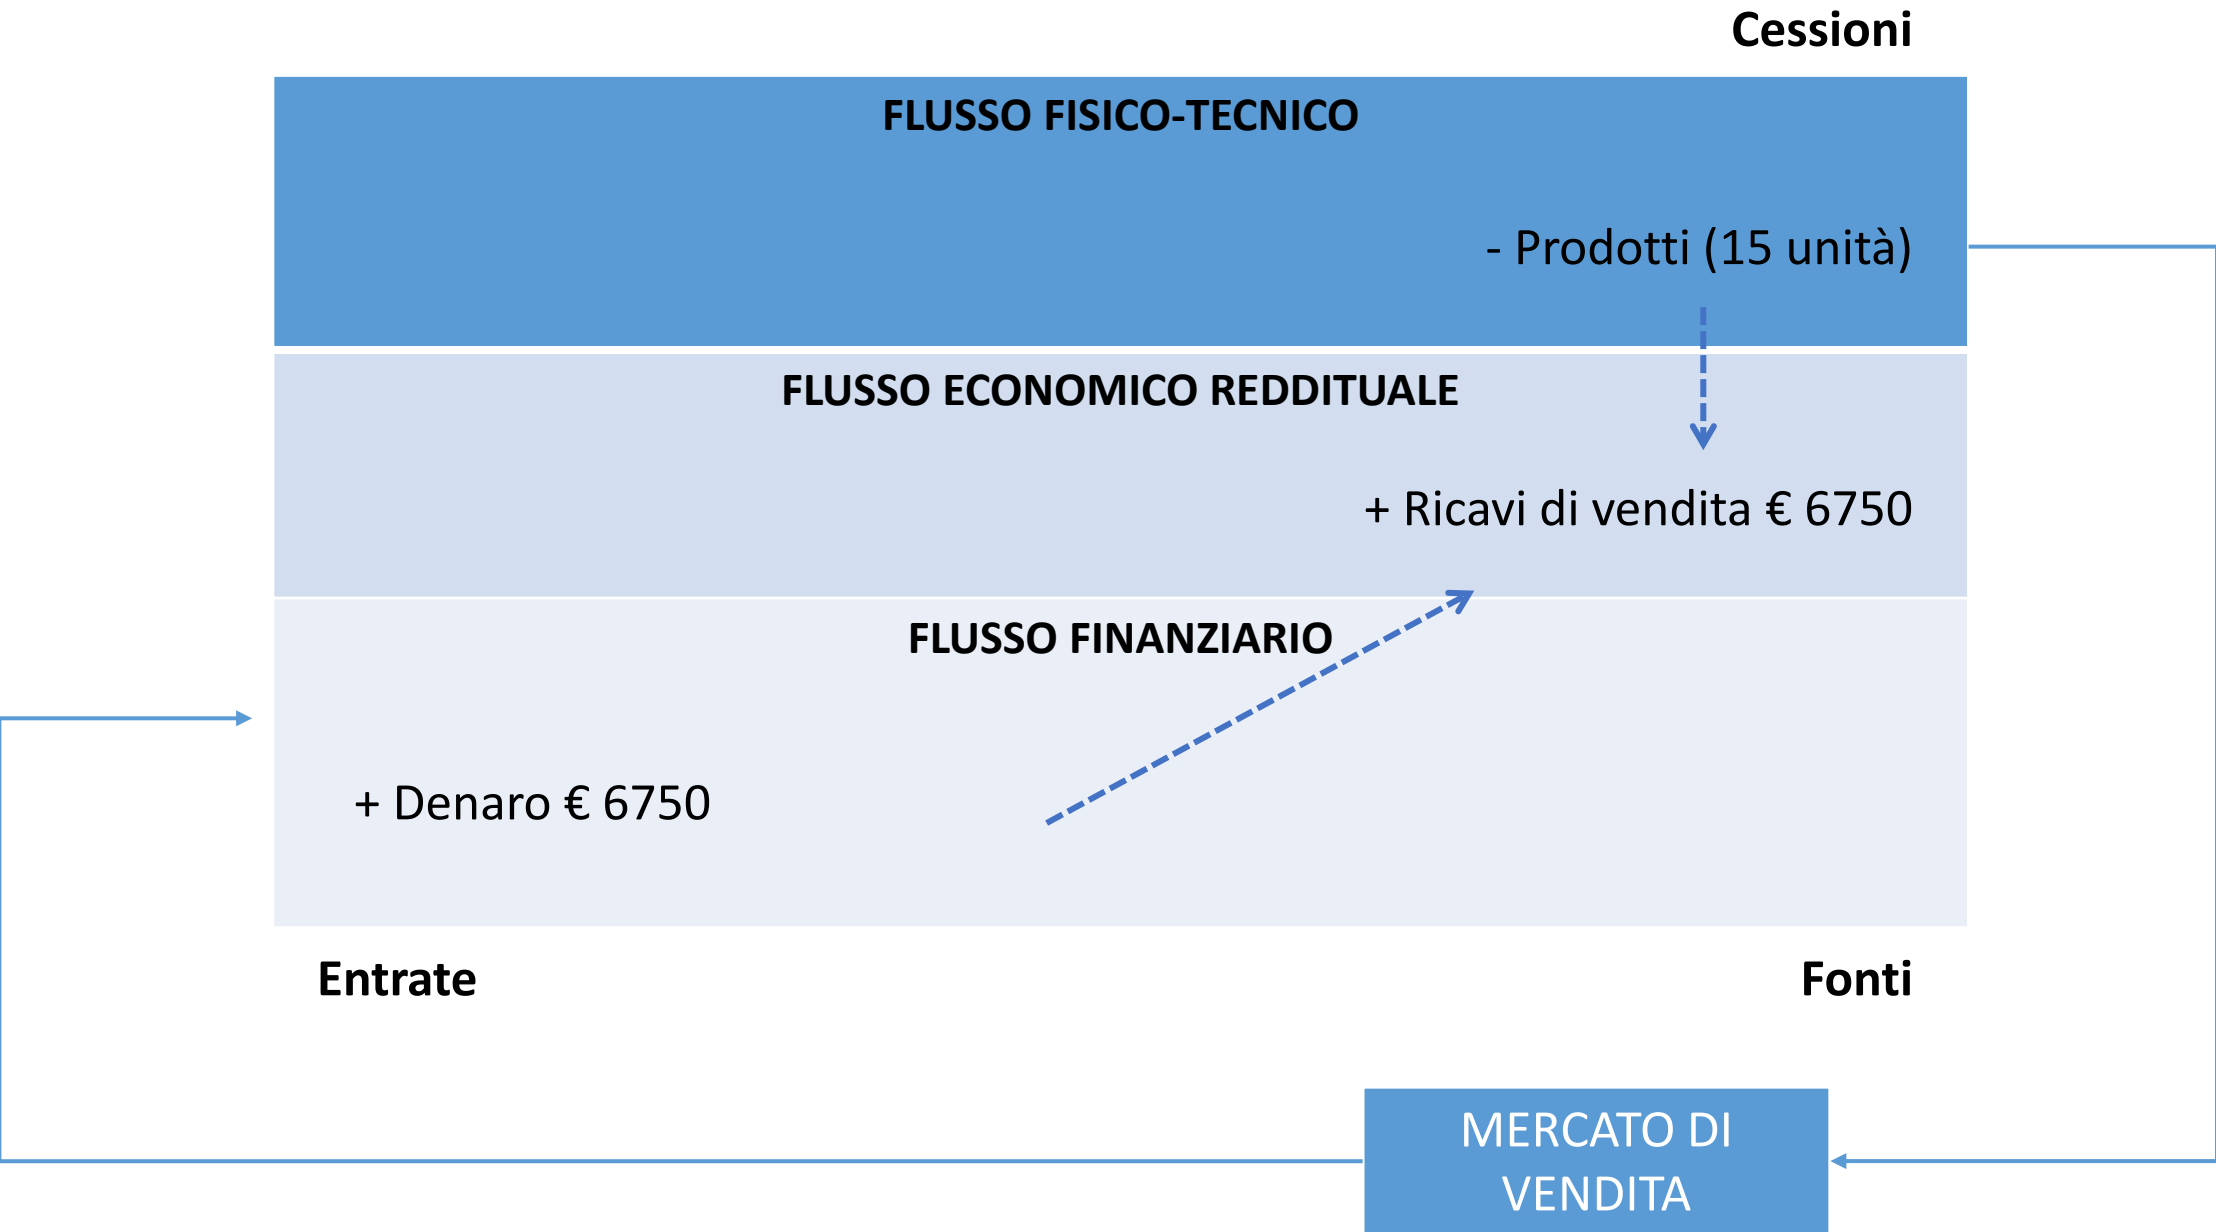 Cessioni
FLUSSO FISICO-TECNICO
- Prodotti (15 unità)
FLUSSO ECONOMICO REDDITUALE
+ Ricavi di vendita € 6750
FLUSSO FINANZIARIO
+ Denaro € 6750
Entrate
Fonti
MERCATO DI
VENDITA